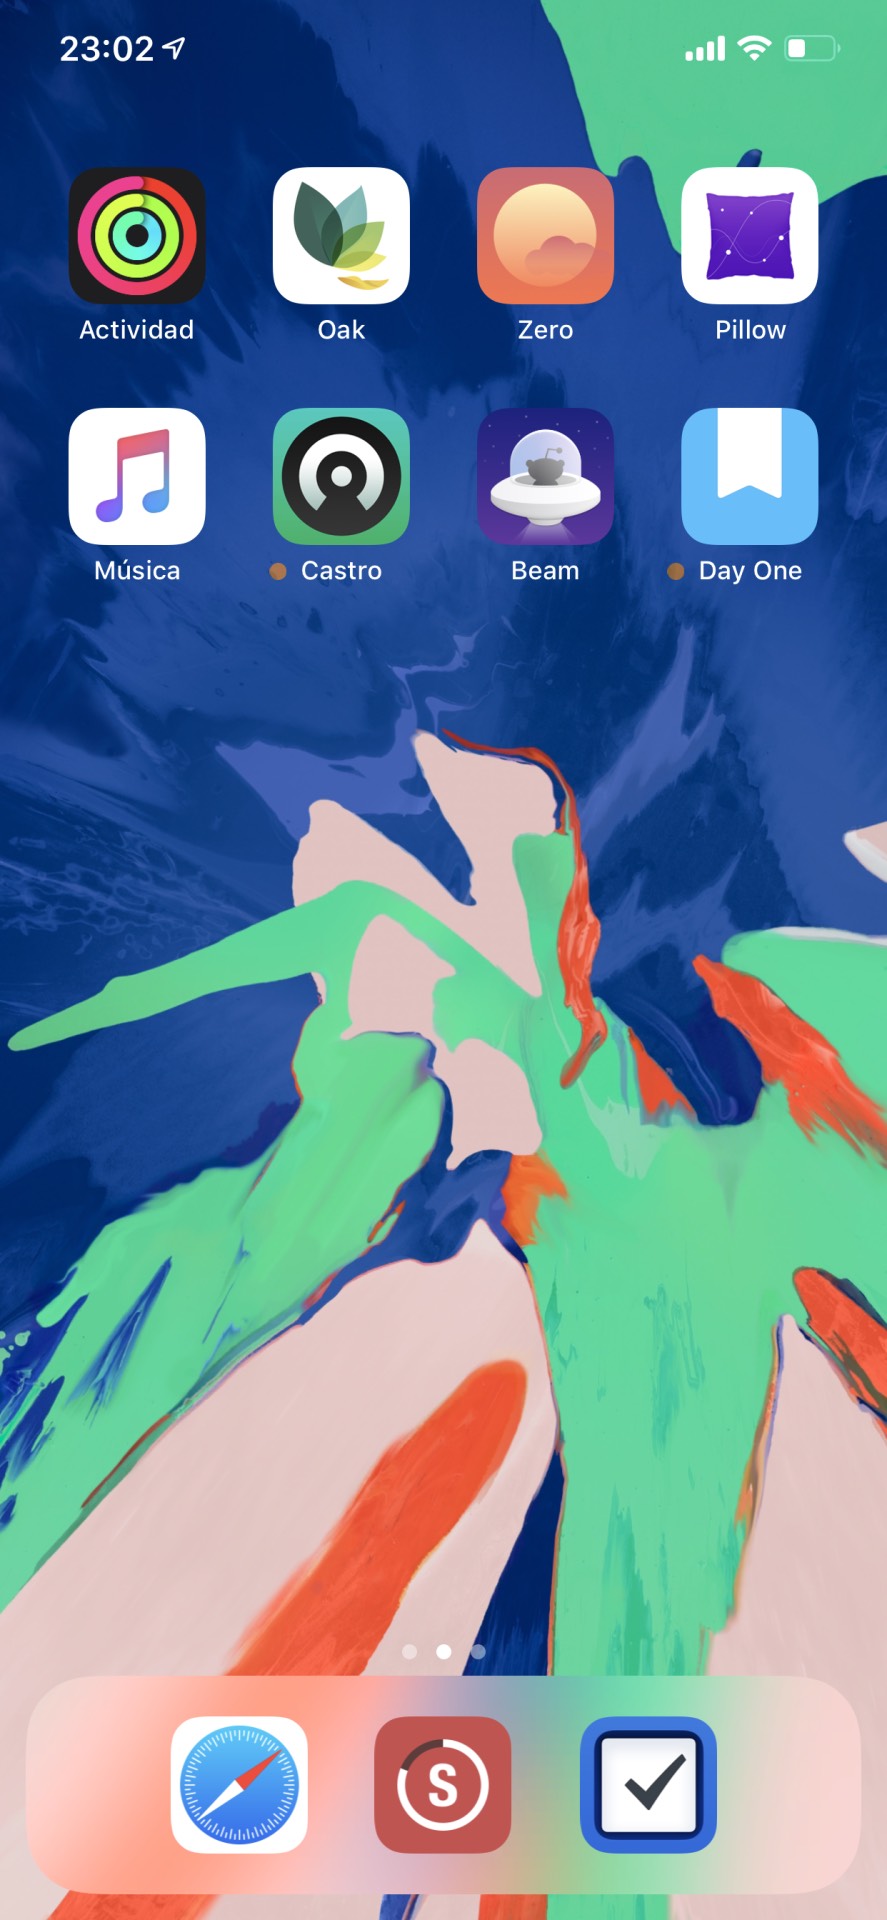 23:02
Actividad
Oak
Zero
Pillow
Música
Castro
Beam
Day One
S